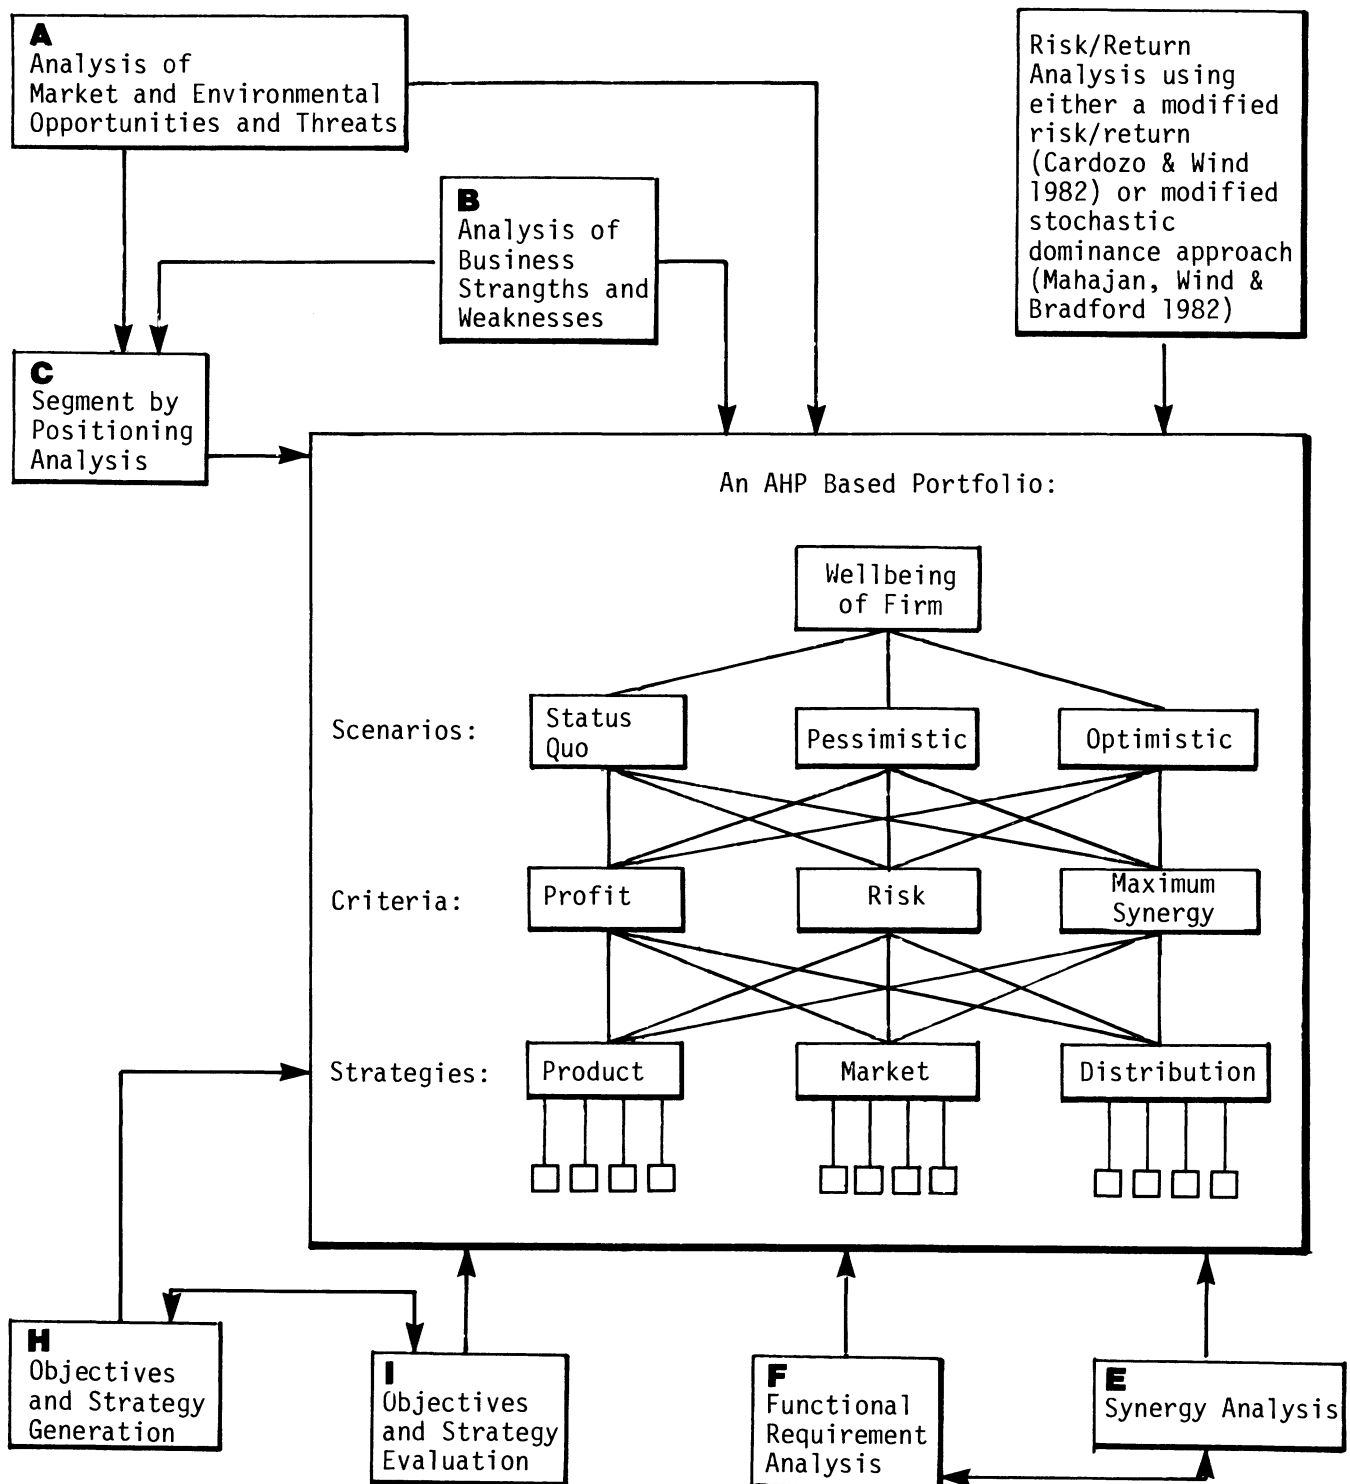 A
Analysis of
Market and Environmental
Opportunities and Threats
Risk/Return
Analysis using
either a modified
risk/return
(Cardozo & Wind
1982) or modified
stochastic
dominance approach
(Mahajan, Wind &
Bradford 1982)
B
Analysis of
Business
Strangths and
Weaknesses
C
Segment by
Positioning
Analysis
An AHP Based Portfolio:
Wellbeing
of Firm
Scenarios:
Status
Quo
Pessimistic
Optimistic
Criteria:
Profit
Risk
Maximum
Synergy
Strategies:
Product
Market
Distribution
H
Objectives
and Strategy
Generation
I
Objectives
and Strategy
Evaluation
F
Functional
Requirement
Analysis
E
Synergy Analysis